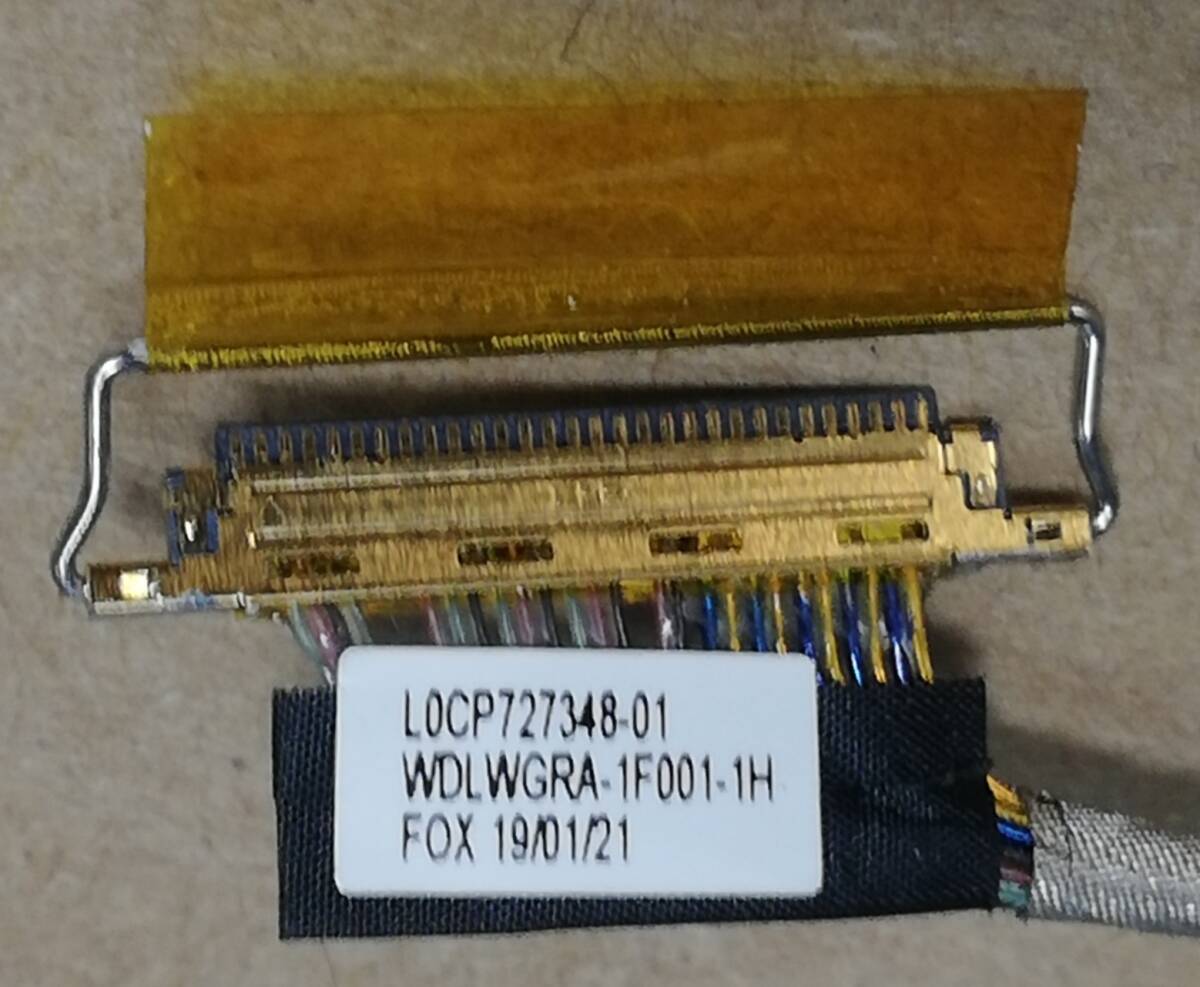 L0CP727348-01
WDLWGRA-1F001-1H
FOX 19/01/21